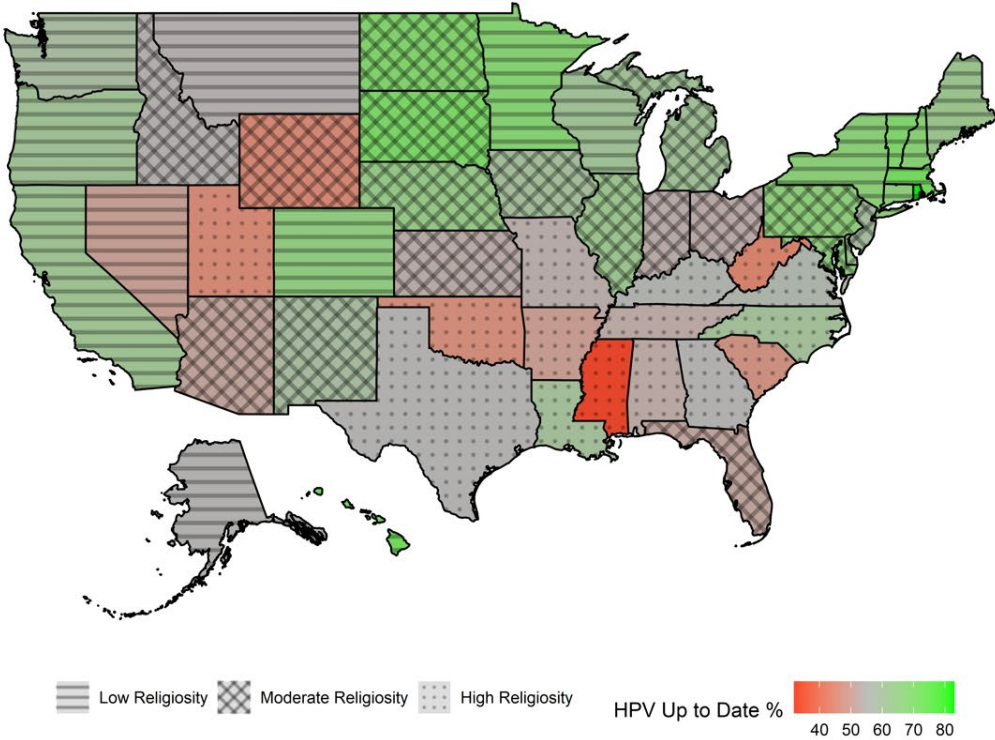 Low Religiosity
Moderate Religiosity
High Religiosity
HPV Up to Date %
40 50 60 70 80